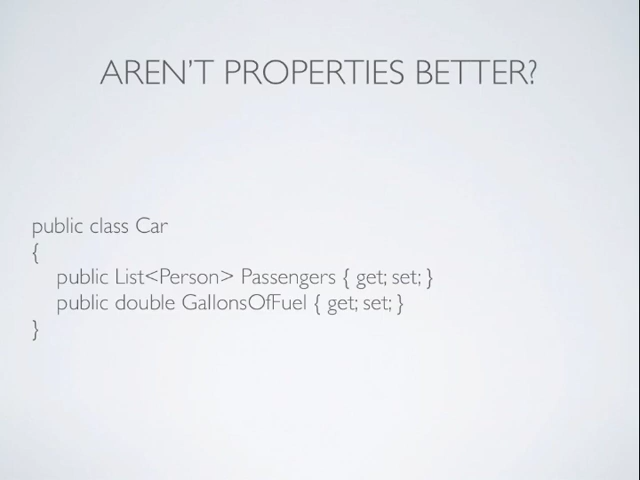 AREN'T PROPERTIES BETTER?
public class Car
{
public List<Person> Passengers { get; set; }
public double GallonsOfFuel { get; set; }
}